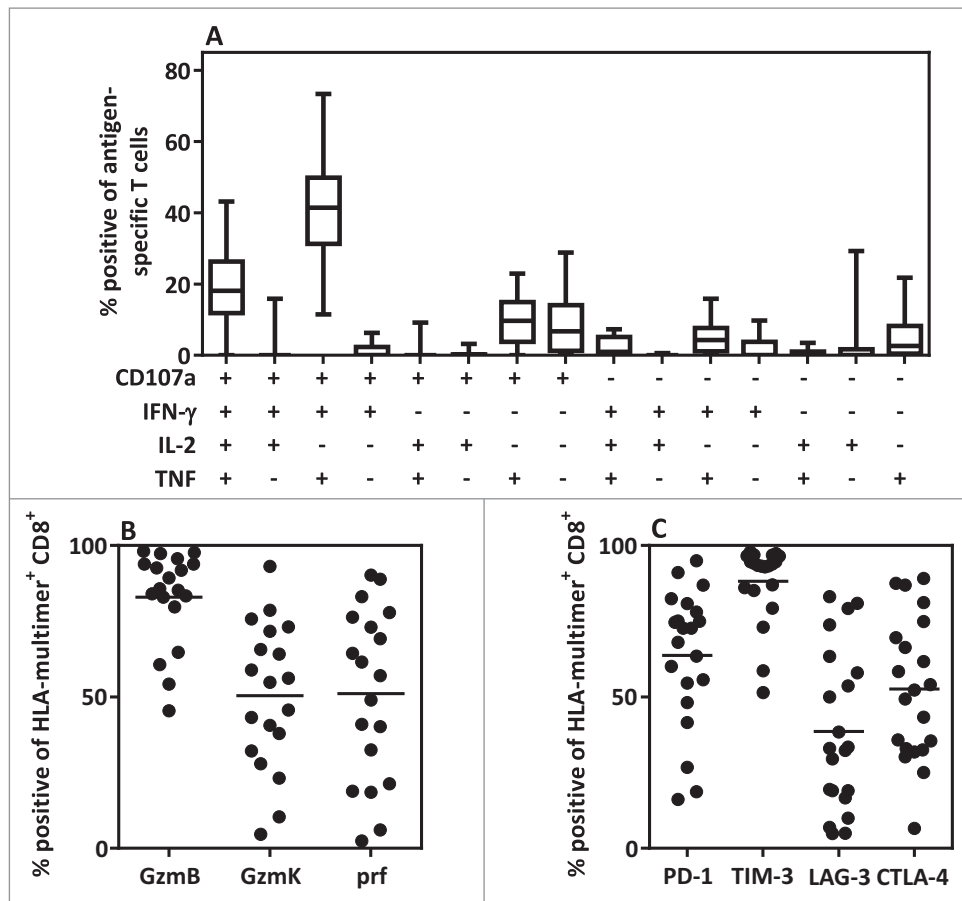 A
80
60
40
20
0
% positive of antigen-
specific T cells
CD107a + + + + + + + + - - - - - - -
IFN-γ + + + + - - - - + + + + - - -
IL-2 + + - - + + - - + + - - + + -
TNF + - + - + - + - + - + - + - +
B
100
50
0
% positive of HLA-multimer⁺ CD8⁺
GzmB GzmK prf
C
100
50
0
% positive of HLA-multimer⁺ CD8⁺
PD-1 TIM-3 LAG-3 CTLA-4